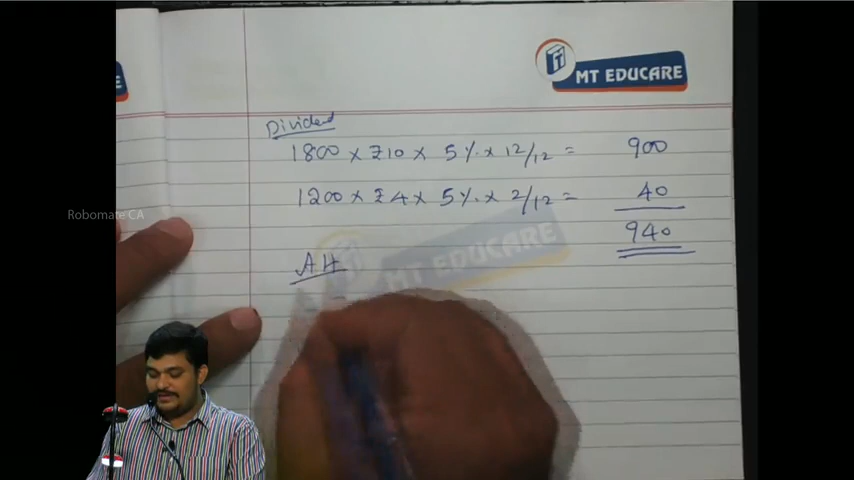 MT EDUCARE
E
Dividend
1800 × ₹10 × 5%. × 12/12 = 900
1200 × ₹4 × 5%. × 2/12 = 40
940
Robomate CA
MT EDUCARE
AH